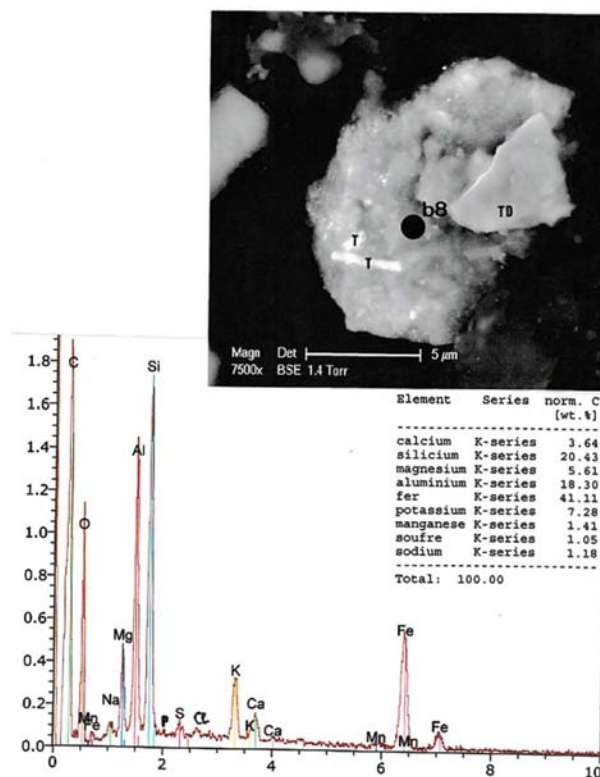 b8
TD
T
T
Magn Det 5 µm
7500x BSE 1.4 Torr
Element Series norm. C
[wt.%]
calcium K-series 3.64
silicium K-series 20.43
magnesium K-series 5.61
aluminium K-series 18.30
fer K-series 41.11
potassium K-series 7.28
manganese K-series 1.41
soufre K-series 1.05
sodium K-series 1.18
Total: 100.00
1.8
1.6
1.4
1.2
1.0
0.8
0.6
0.4
0.2
0.0
C
O
Mn
Fe
Na
Mg
Al
Si
P
S
Cl
K
K
Ca
Ca
Mn
Fe
Mn
Fe
0 2 4 6 8 10